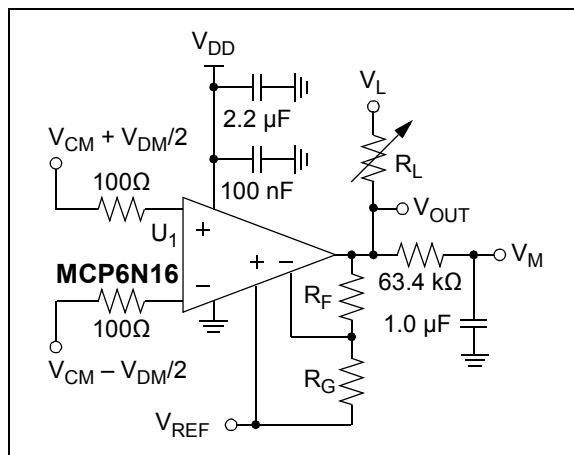 V_DD
V_L
2.2 µF
V_CM + V_DM/2
R_L
100Ω
100 nF
V_OUT
U_1
+
V_M
MCP6N16
+ −
63.4 kΩ
−
R_F
1.0 µF
100Ω
V_CM − V_DM/2
R_G
V_REF